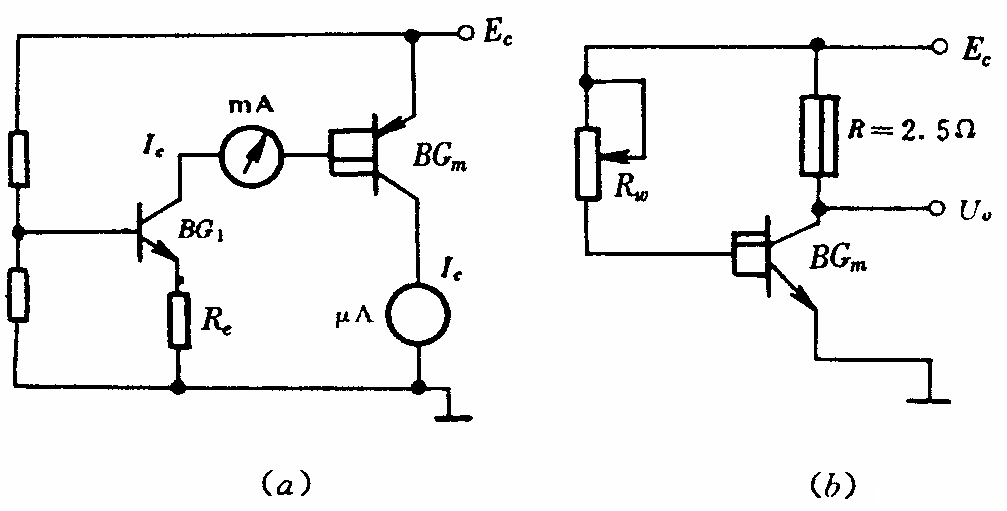 E_c
mA
I_c
BG_m
BG_1
I_c
μA
R_e
(a)
E_c
R = 2.5Ω
R_w
U_o
BG_m
(b)